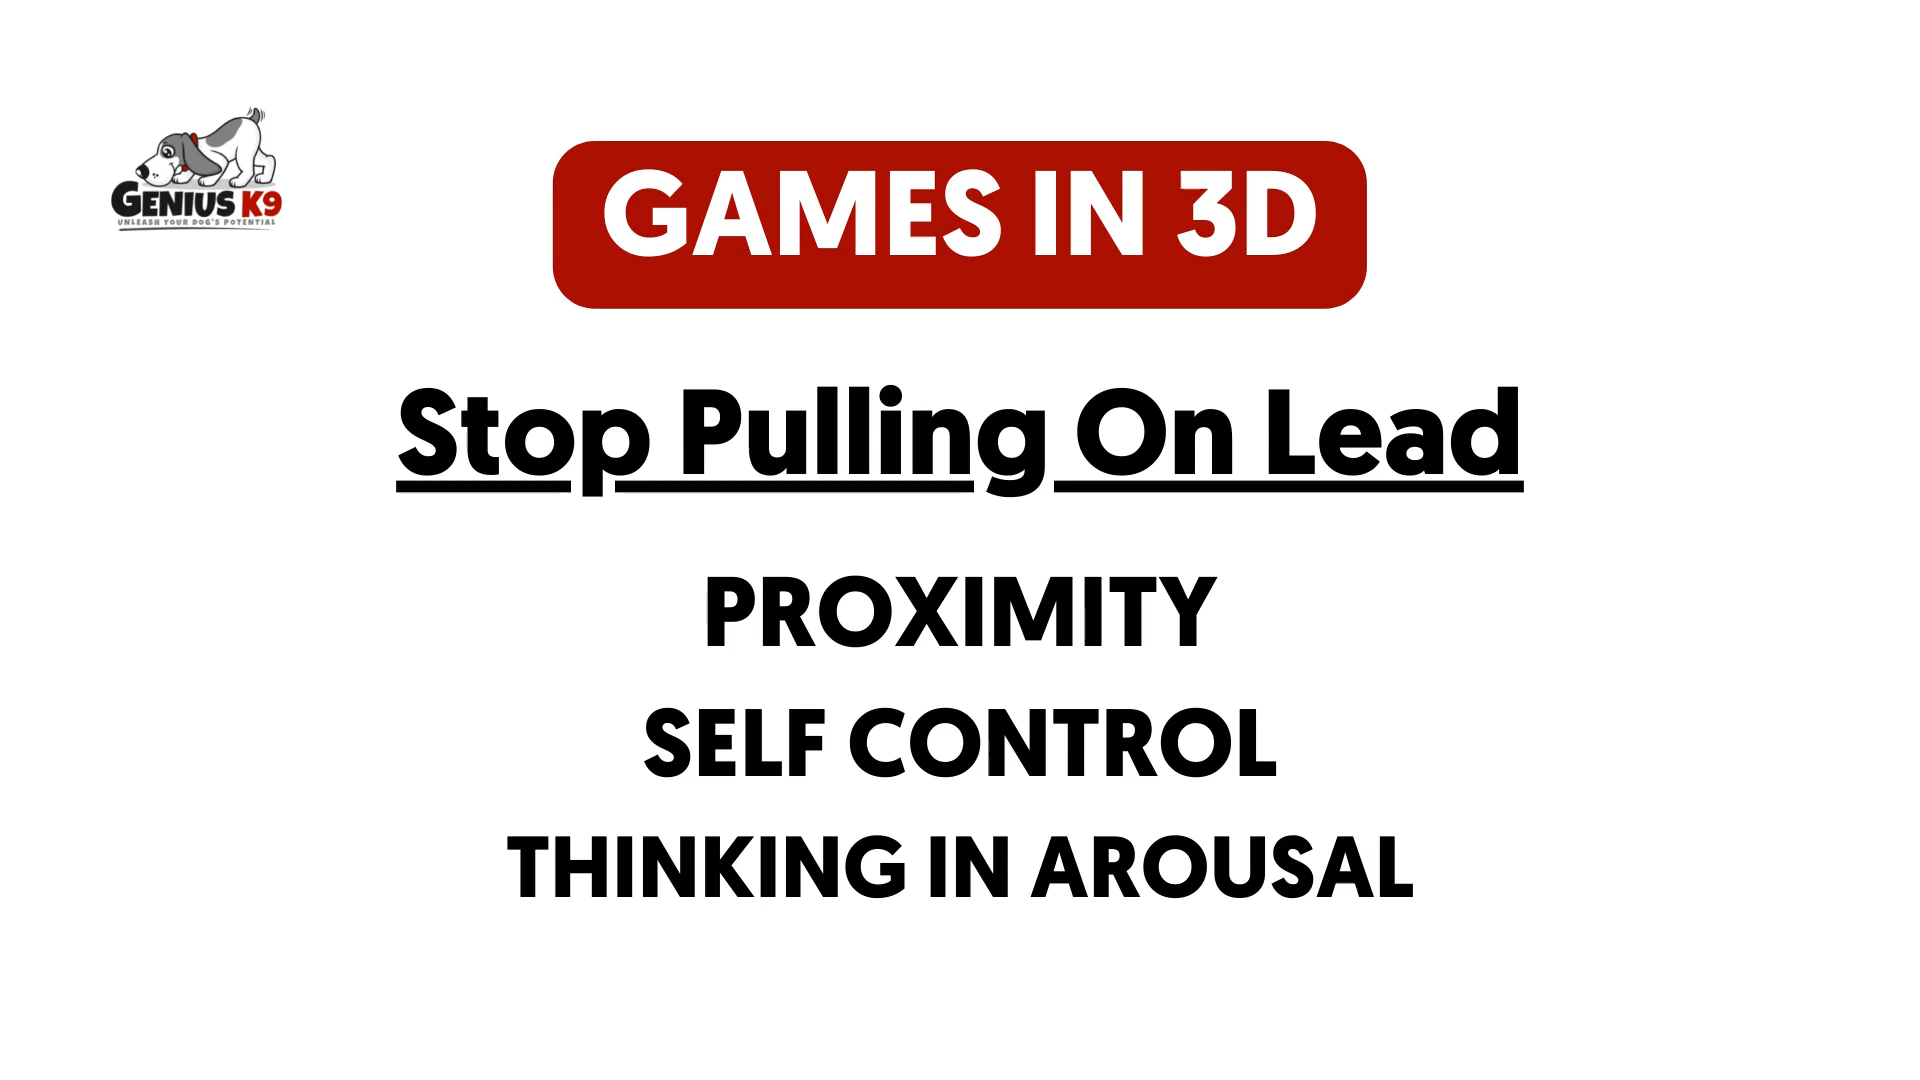 GENIUS K9
UNLEASH YOUR DOG'S POTENTIAL
GAMES IN 3D
Stop Pulling On Lead
PROXIMITY
SELF CONTROL
THINKING IN AROUSAL